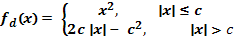 f_d(x) = { x², |x| ≤ c
2c |x| − c², |x| > c